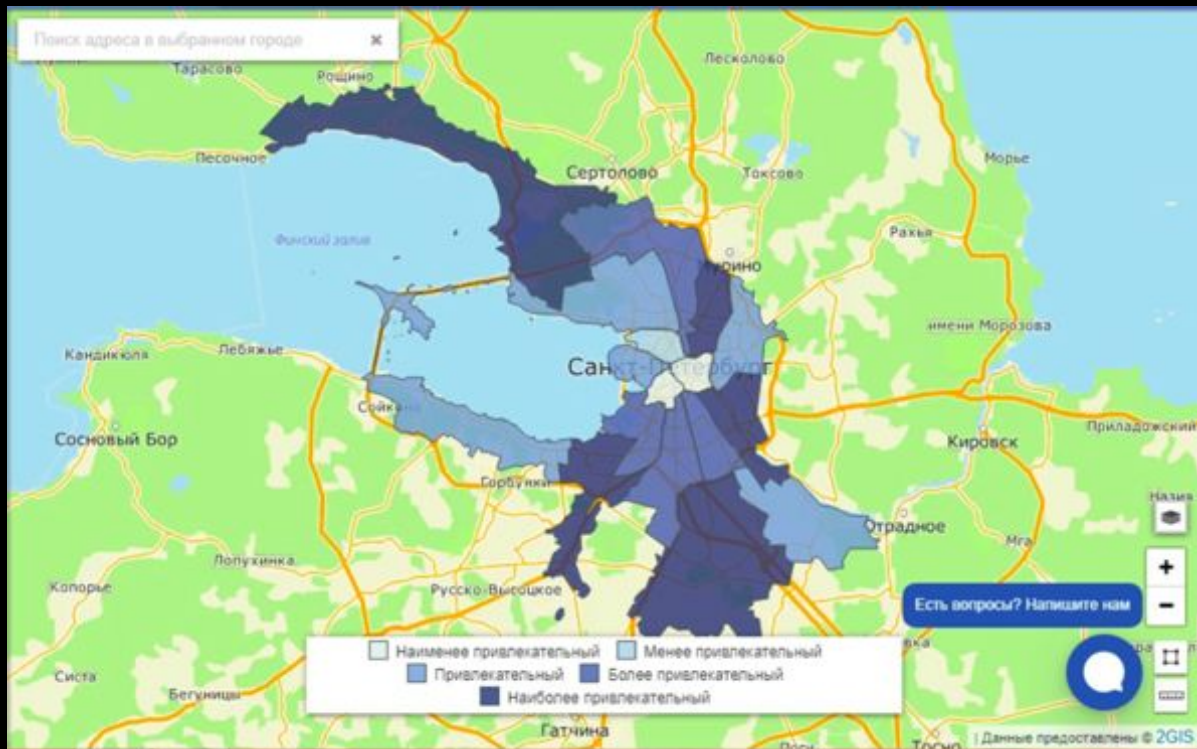 Поиск адреса в выбранном городе ×
Лесколово
Тарасово
Рощино
Песочное
Сертолово
Токсово
Морье
Финский залив
Рахья
имени Морозова
Кандикюля
Лебяжье
Санкт-Петербург
Сосновый Бор
Приладожский
Кировск
Горбунки
Назия
Отрадное
Мга
Лопухинка
Копорье
Русско-Высоцкое
+
Есть вопросы? Напишите нам
−
Наименее привлекательный Менее привлекательный
Привлекательный Более привлекательный
Наиболее привлекательный
Систа
Бегуницы
Гатчина
Тосно
| Данные предоставлены © 2GIS